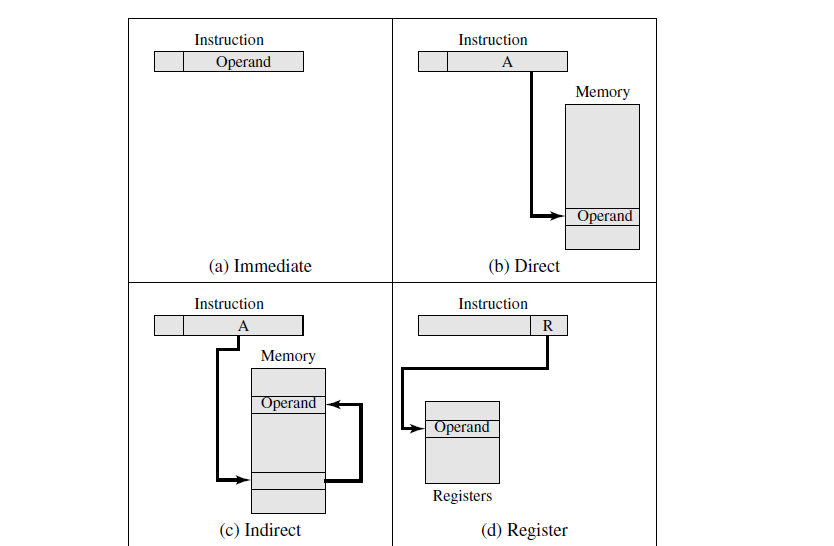 Instruction
Operand
(a) Immediate
Instruction
A
Memory
Operand
(b) Direct
Instruction
A
Memory
Operand
(c) Indirect
Instruction
R
Operand
Registers
(d) Register